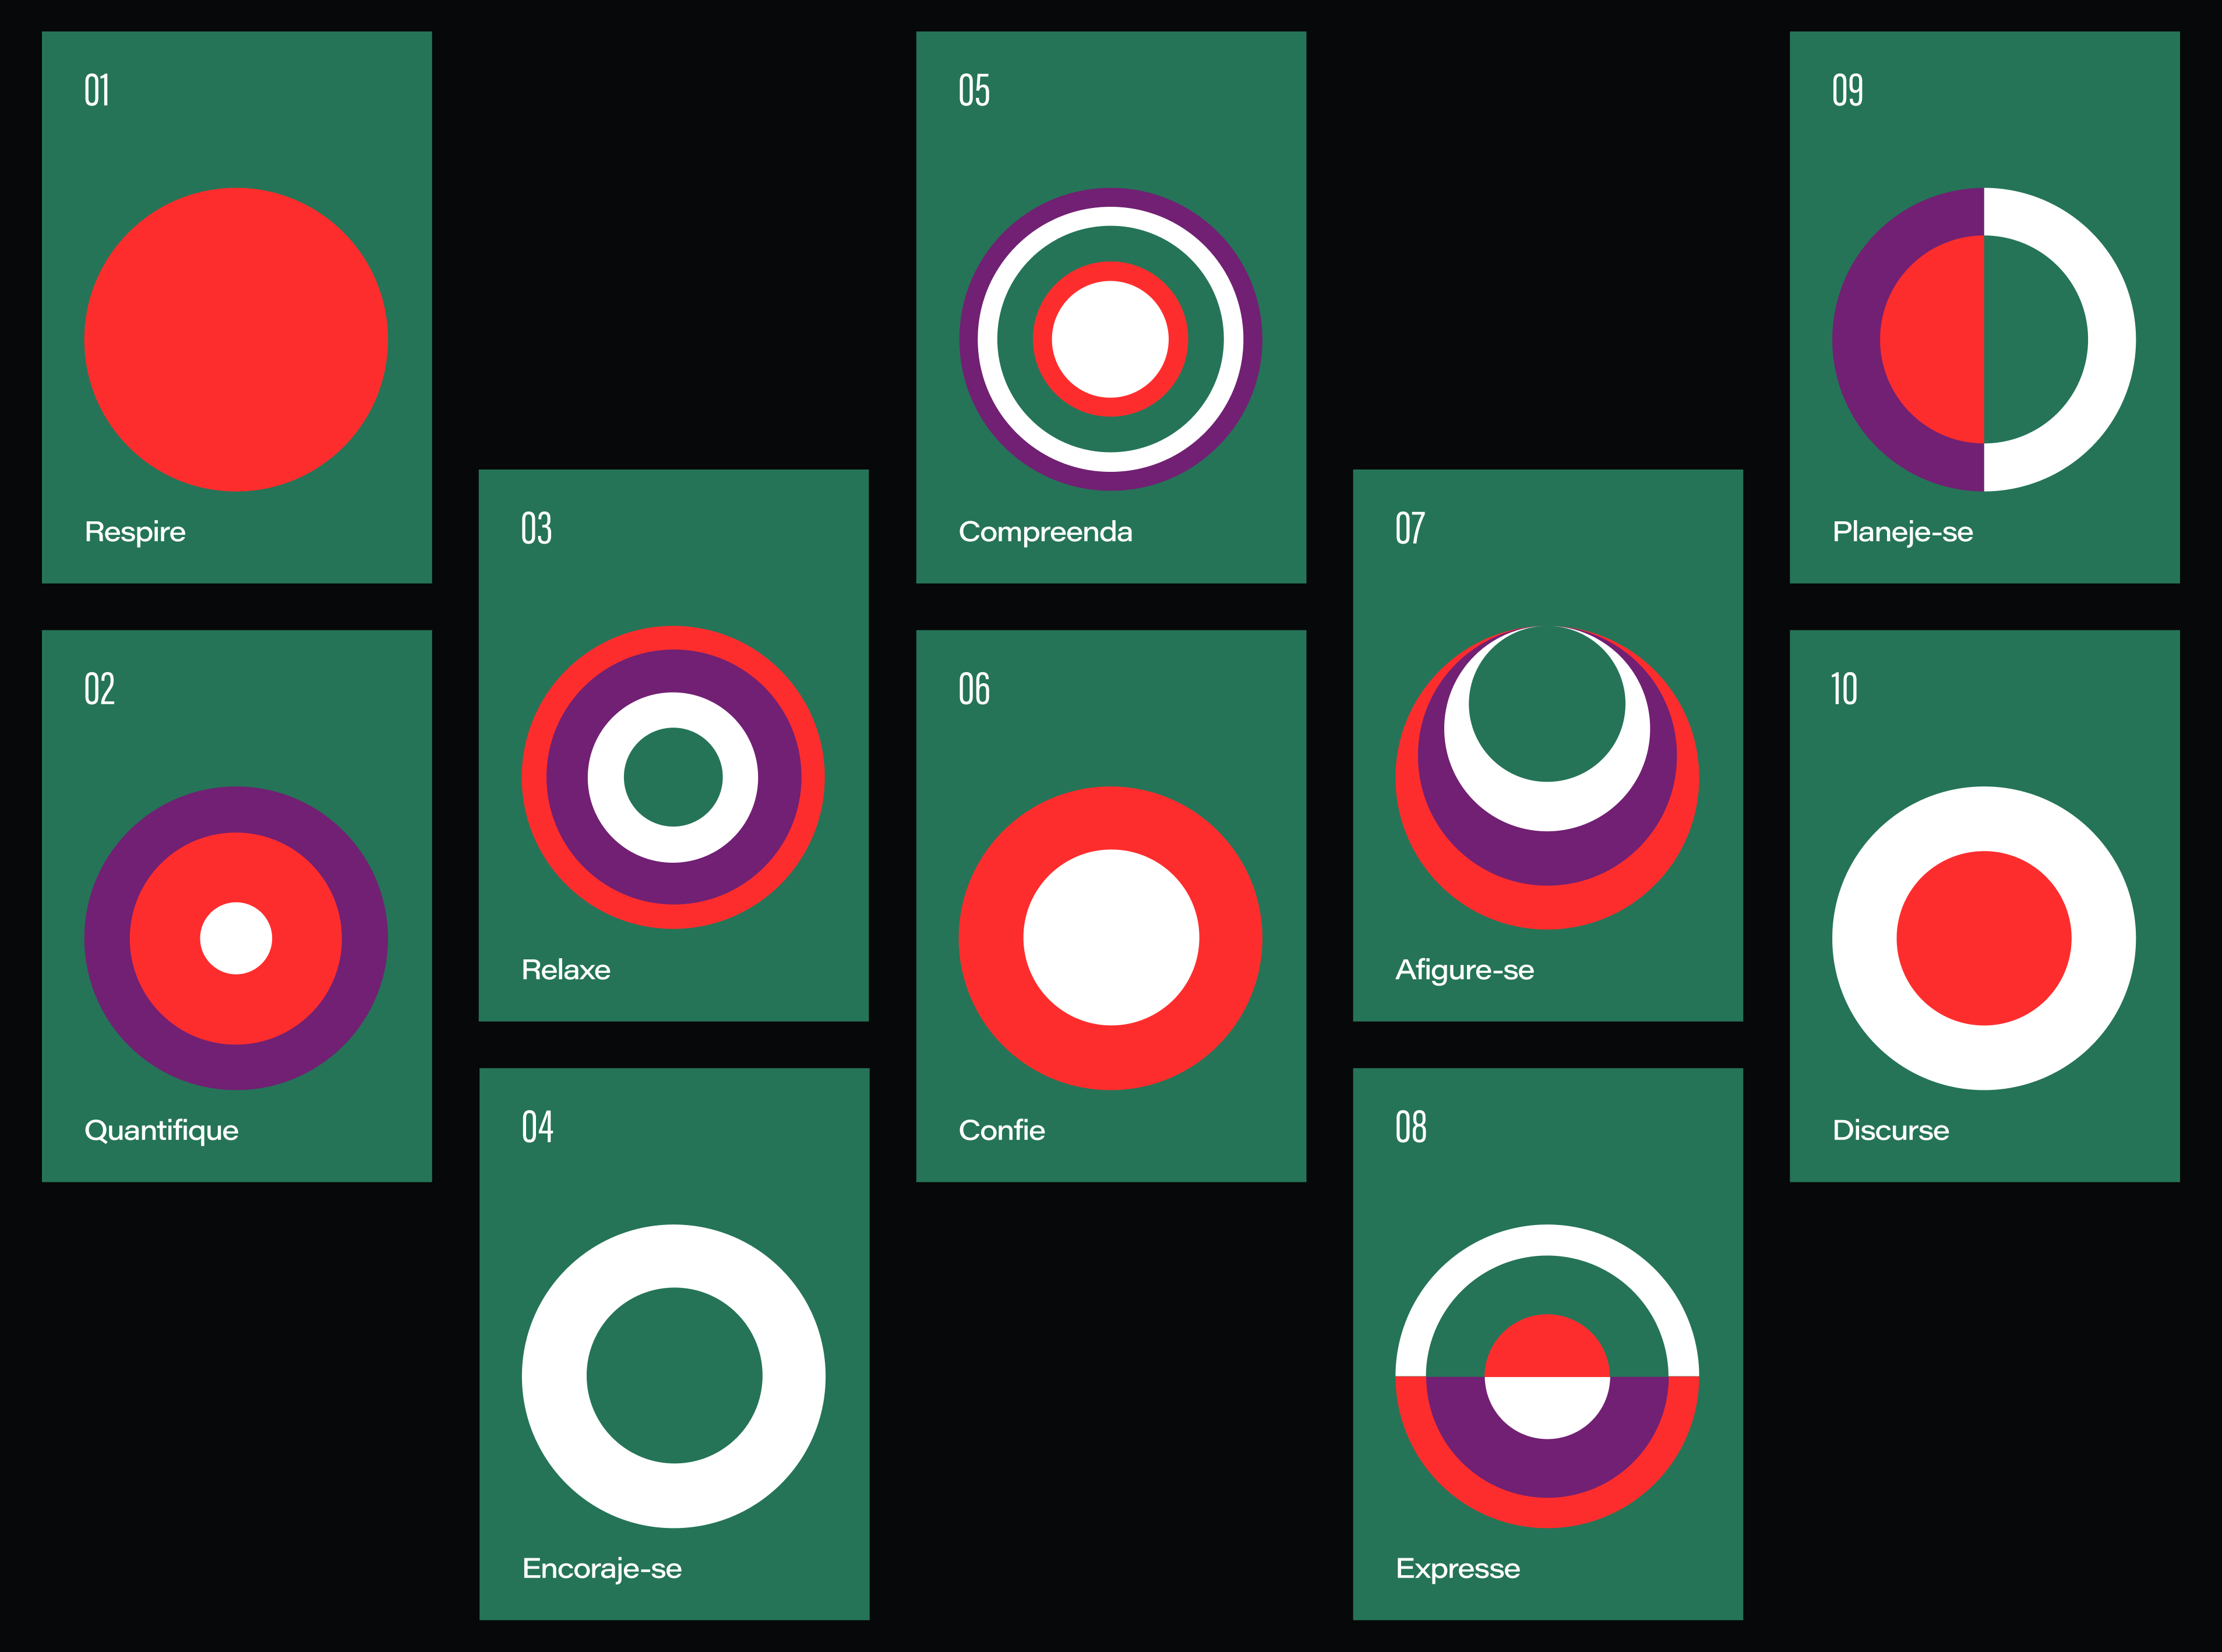 01
Respire
02
Quantifique
03
Relaxe
04
Encoraje-se
05
Compreenda
06
Confie
07
Afigure-se
08
Expresse
09
Planeje-se
10
Discurse